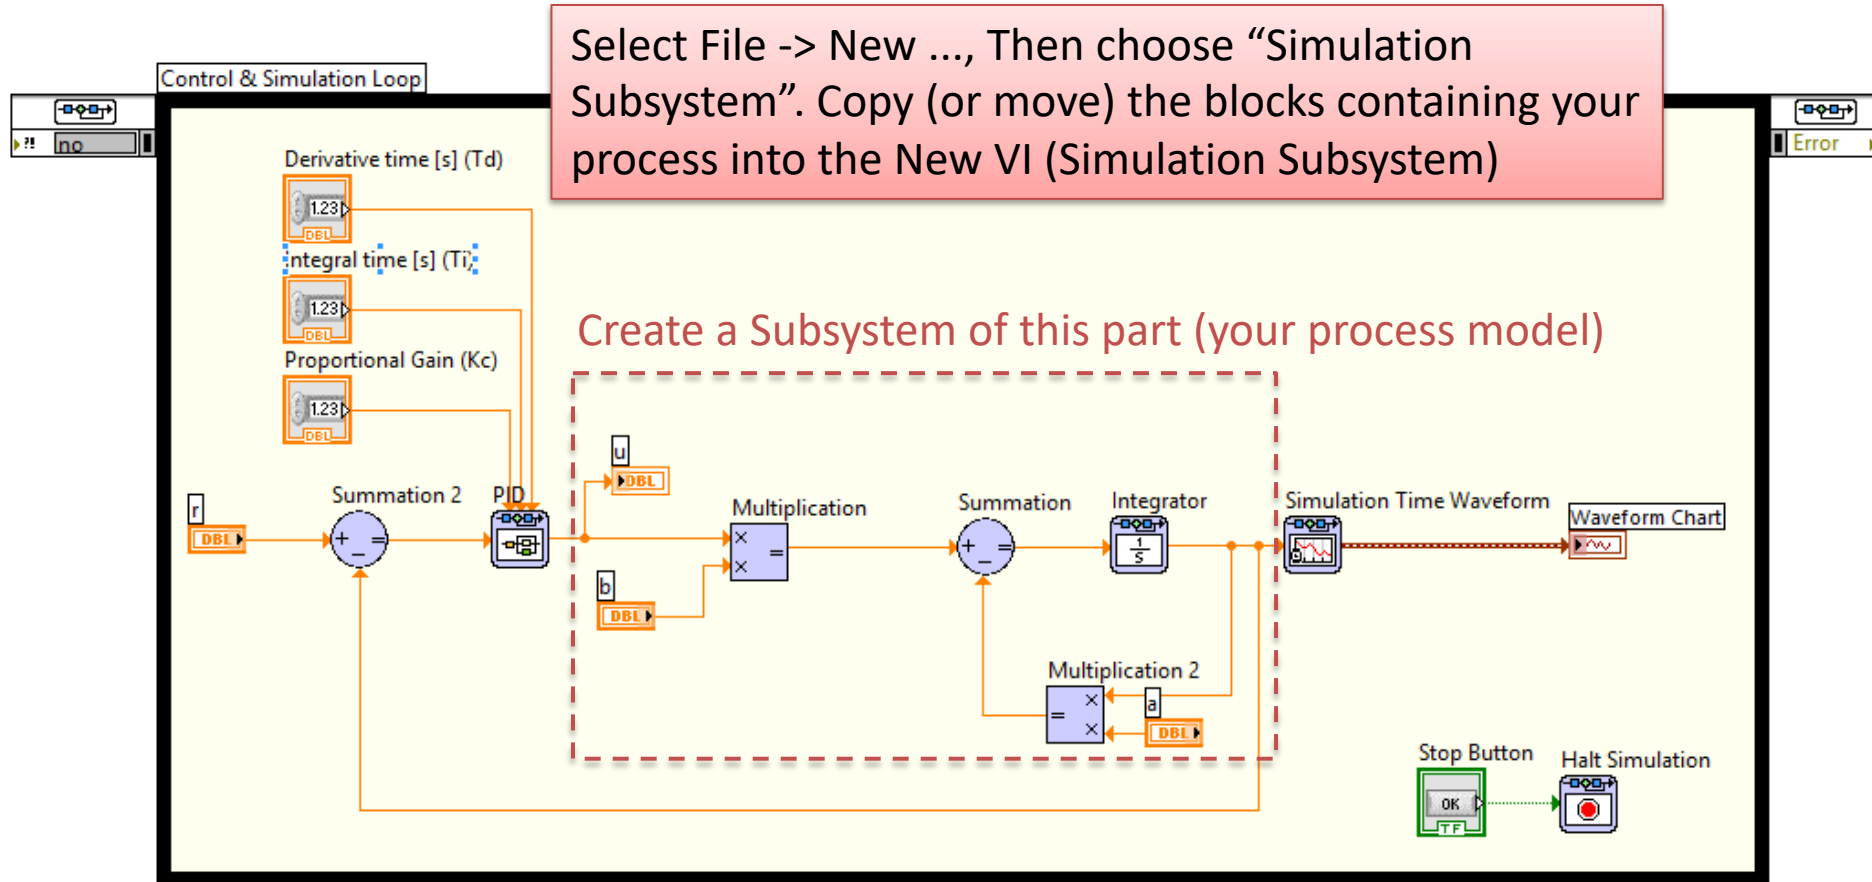 Select File -> New ..., Then choose “Simulation
Subsystem”. Copy (or move) the blocks containing your
process into the New VI (Simulation Subsystem)
Control & Simulation Loop
?! no
Error
Derivative time [s] (Td)
1.23
DBL
Integral time [s] (Ti)
1.23
DBL
Create a Subsystem of this part (your process model)
Proportional Gain (Kc)
1.23
DBL
u
DBL
r
DBL
Summation 2
+ − =
PID
Multiplication
× =
×
Summation
+ − =
Integrator
1
s
Simulation Time Waveform
Waveform Chart
b
DBL
Multiplication 2
= ×
×
a
DBL
Stop Button
OK
TF
Halt Simulation